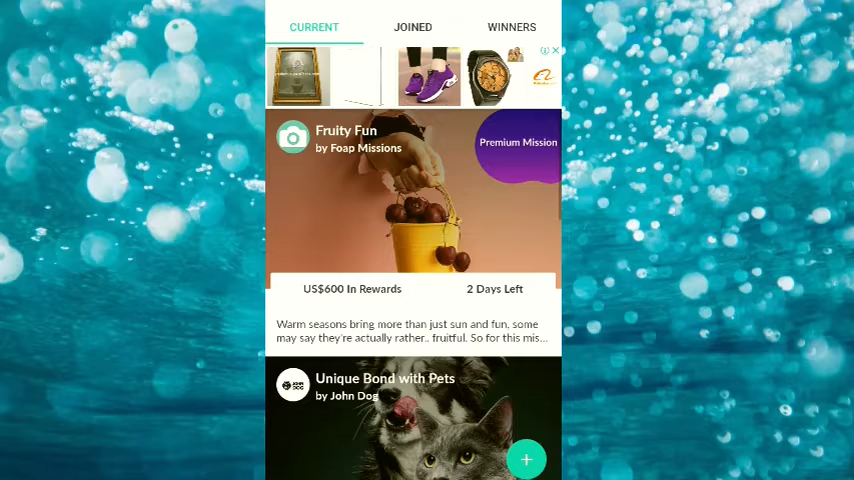 CURRENT JOINED WINNERS
Fruity Fun
by Foap Missions
Premium Mission
US$600 In Rewards 2 Days Left
Warm seasons bring more than just sun and fun, some
may say they're actually rather.. fruitful. So for this mis...
JOHN
DOG
Unique Bond with Pets
by John Dog